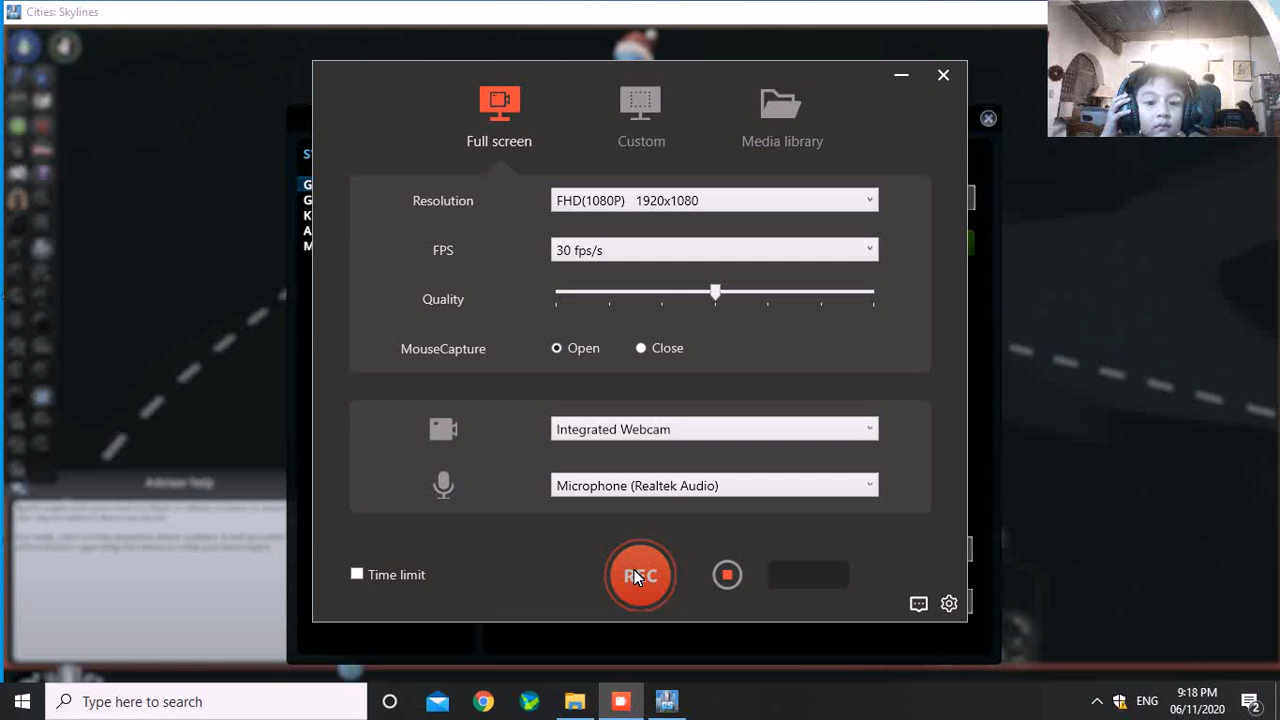 Cities: Skylines
Full screen
Custom
Media library
Resolution
FHD(1080P) 1920x1080
FPS
30 fps/s
Quality
MouseCapture
Open
Close
Integrated Webcam
Microphone (Realtek Audio)
Time limit
REC
Adviser help
Type here to search
ENG
9:18 PM
06/11/2020
2